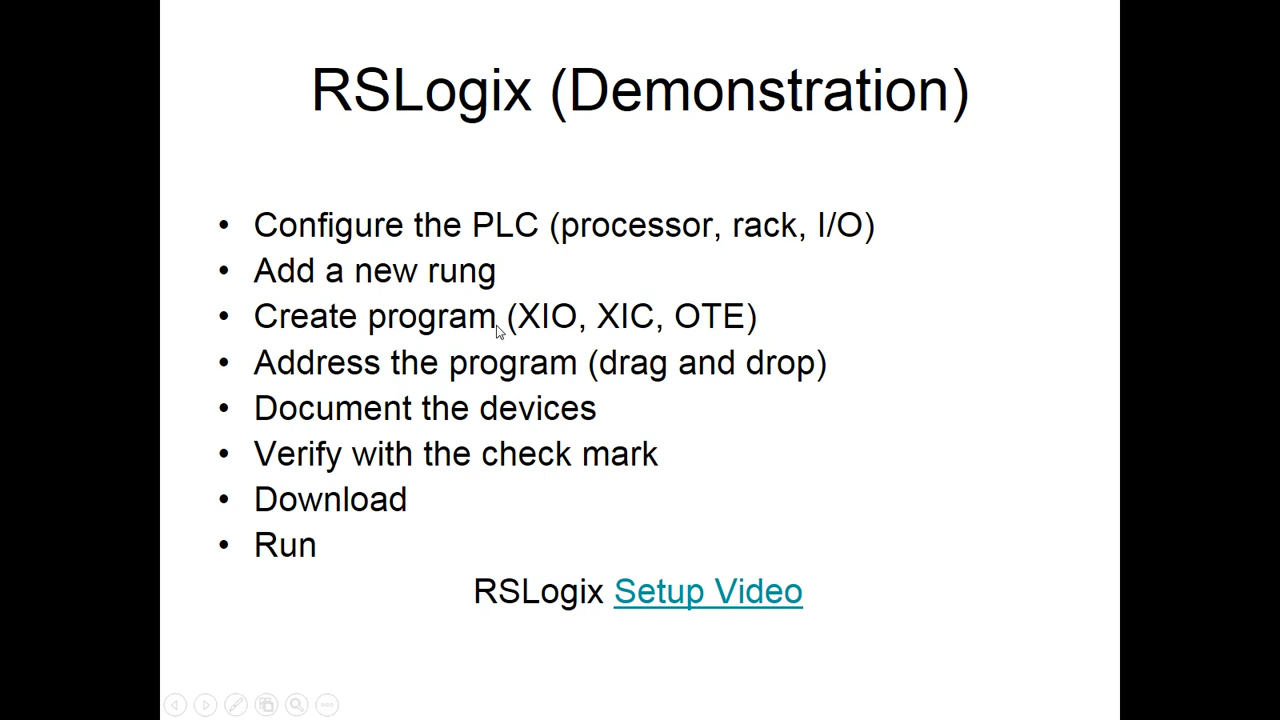 RSLogix (Demonstration)
• Configure the PLC (processor, rack, I/O)
• Add a new rung
• Create program (XIO, XIC, OTE)
• Address the program (drag and drop)
• Document the devices
• Verify with the check mark
• Download
• Run
RSLogix Setup Video